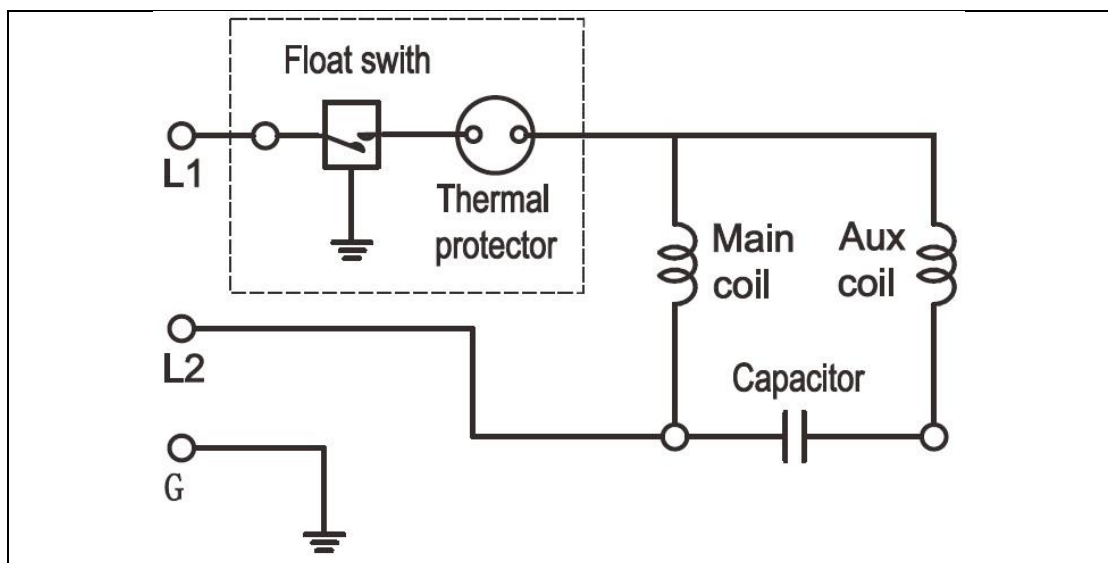 Float swith
L1
Thermal
protector
Main
coil
Aux
coil
L2
Capacitor
G